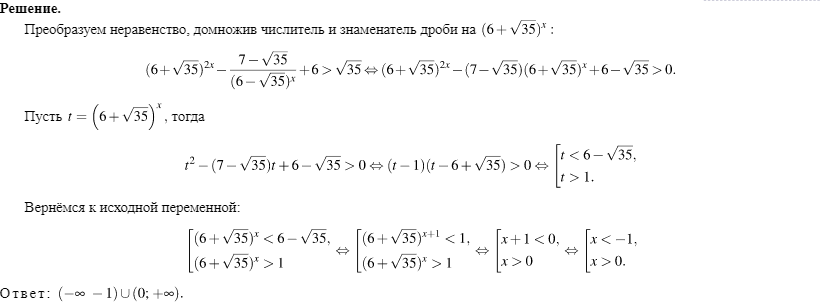 Решение.
Преобразуем неравенство, домножив числитель и знаменатель дроби на (6+√35)^x :
(6+√35)^{2x} − (7−√35)/(6−√35)^x + 6 > √35 ⇔ (6+√35)^{2x} − (7−√35)(6+√35)^x + 6 − √35 > 0.
Пусть t = (6+√35)^x, тогда
t² − (7−√35)t + 6 − √35 > 0 ⇔ (t−1)(t−6+√35) > 0 ⇔ [ t < 6−√35, t > 1.
Вернёмся к исходной переменной:
[ (6+√35)^x < 6−√35, (6+√35)^x > 1 ⇔ [ (6+√35)^{x+1} < 1, (6+√35)^x > 1 ⇔ [ x+1 < 0, x > 0 ⇔ [ x < −1, x > 0.
Ответ: (−∞ −1)∪(0; +∞).